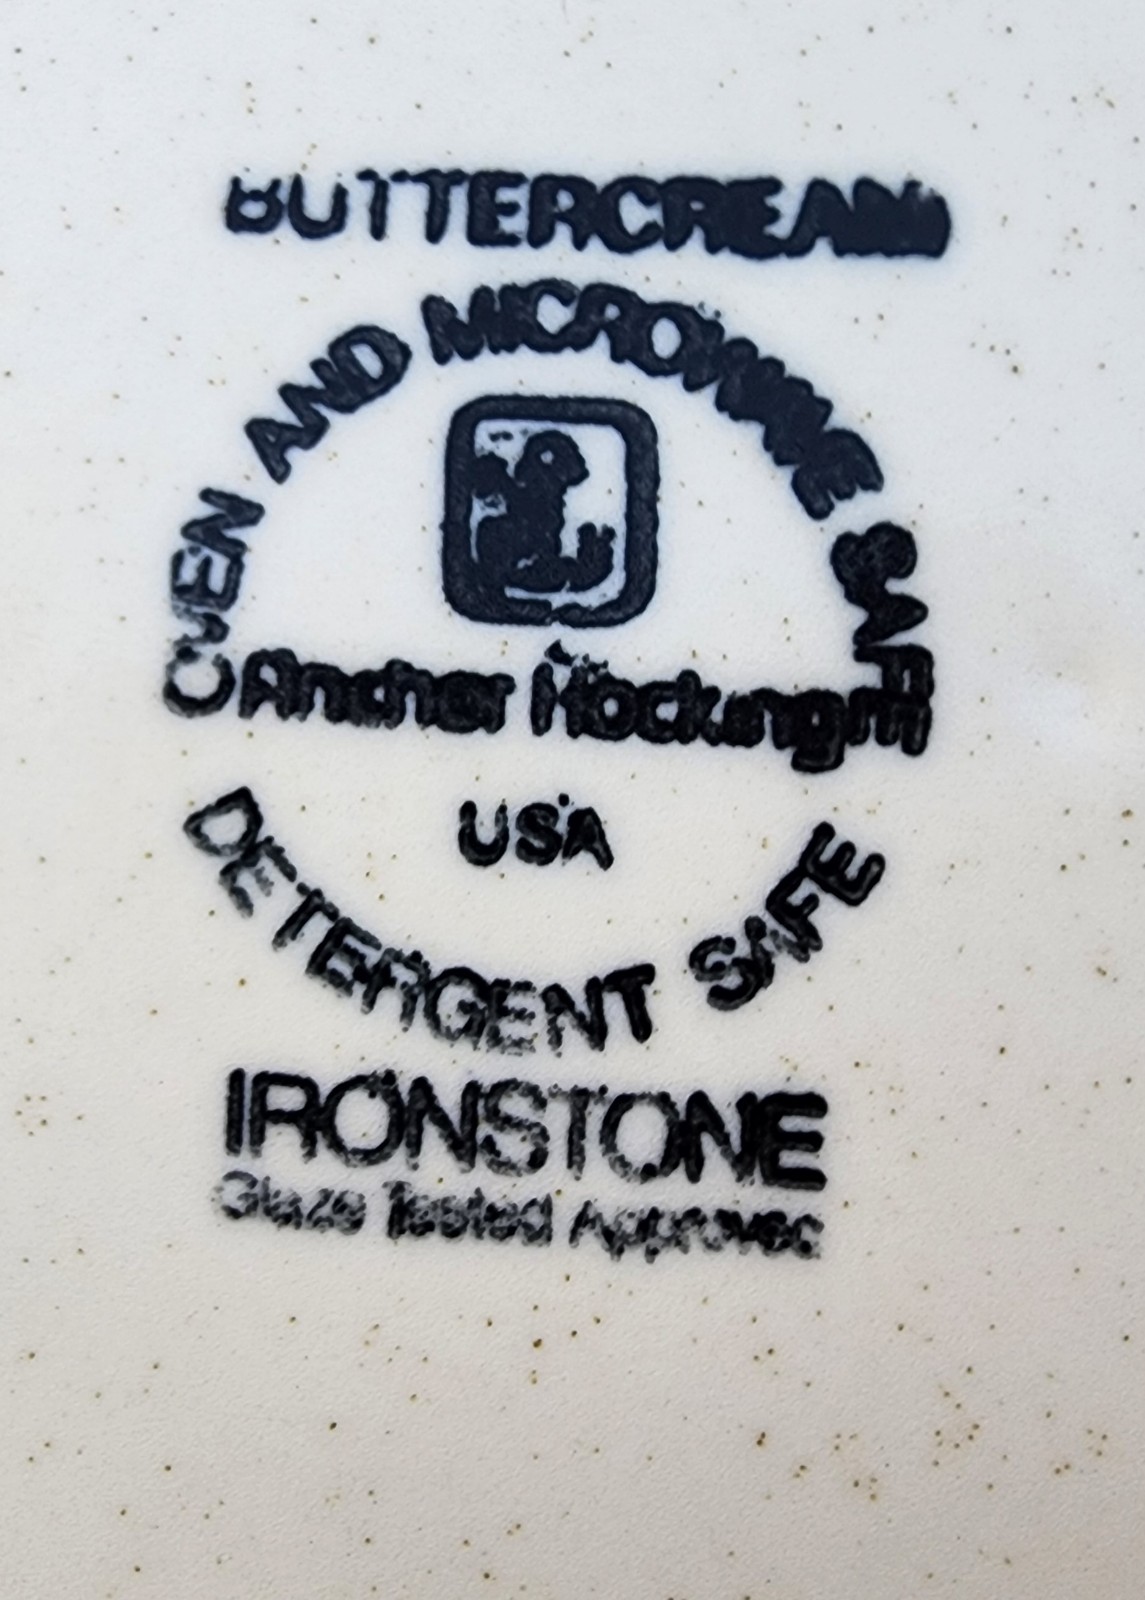 BUTTERCREAM
OVEN AND MICROWAVE SAFE
Anchor Hocking
USA
DETERGENT SAFE
IRONSTONE
Glaze Tested Approved